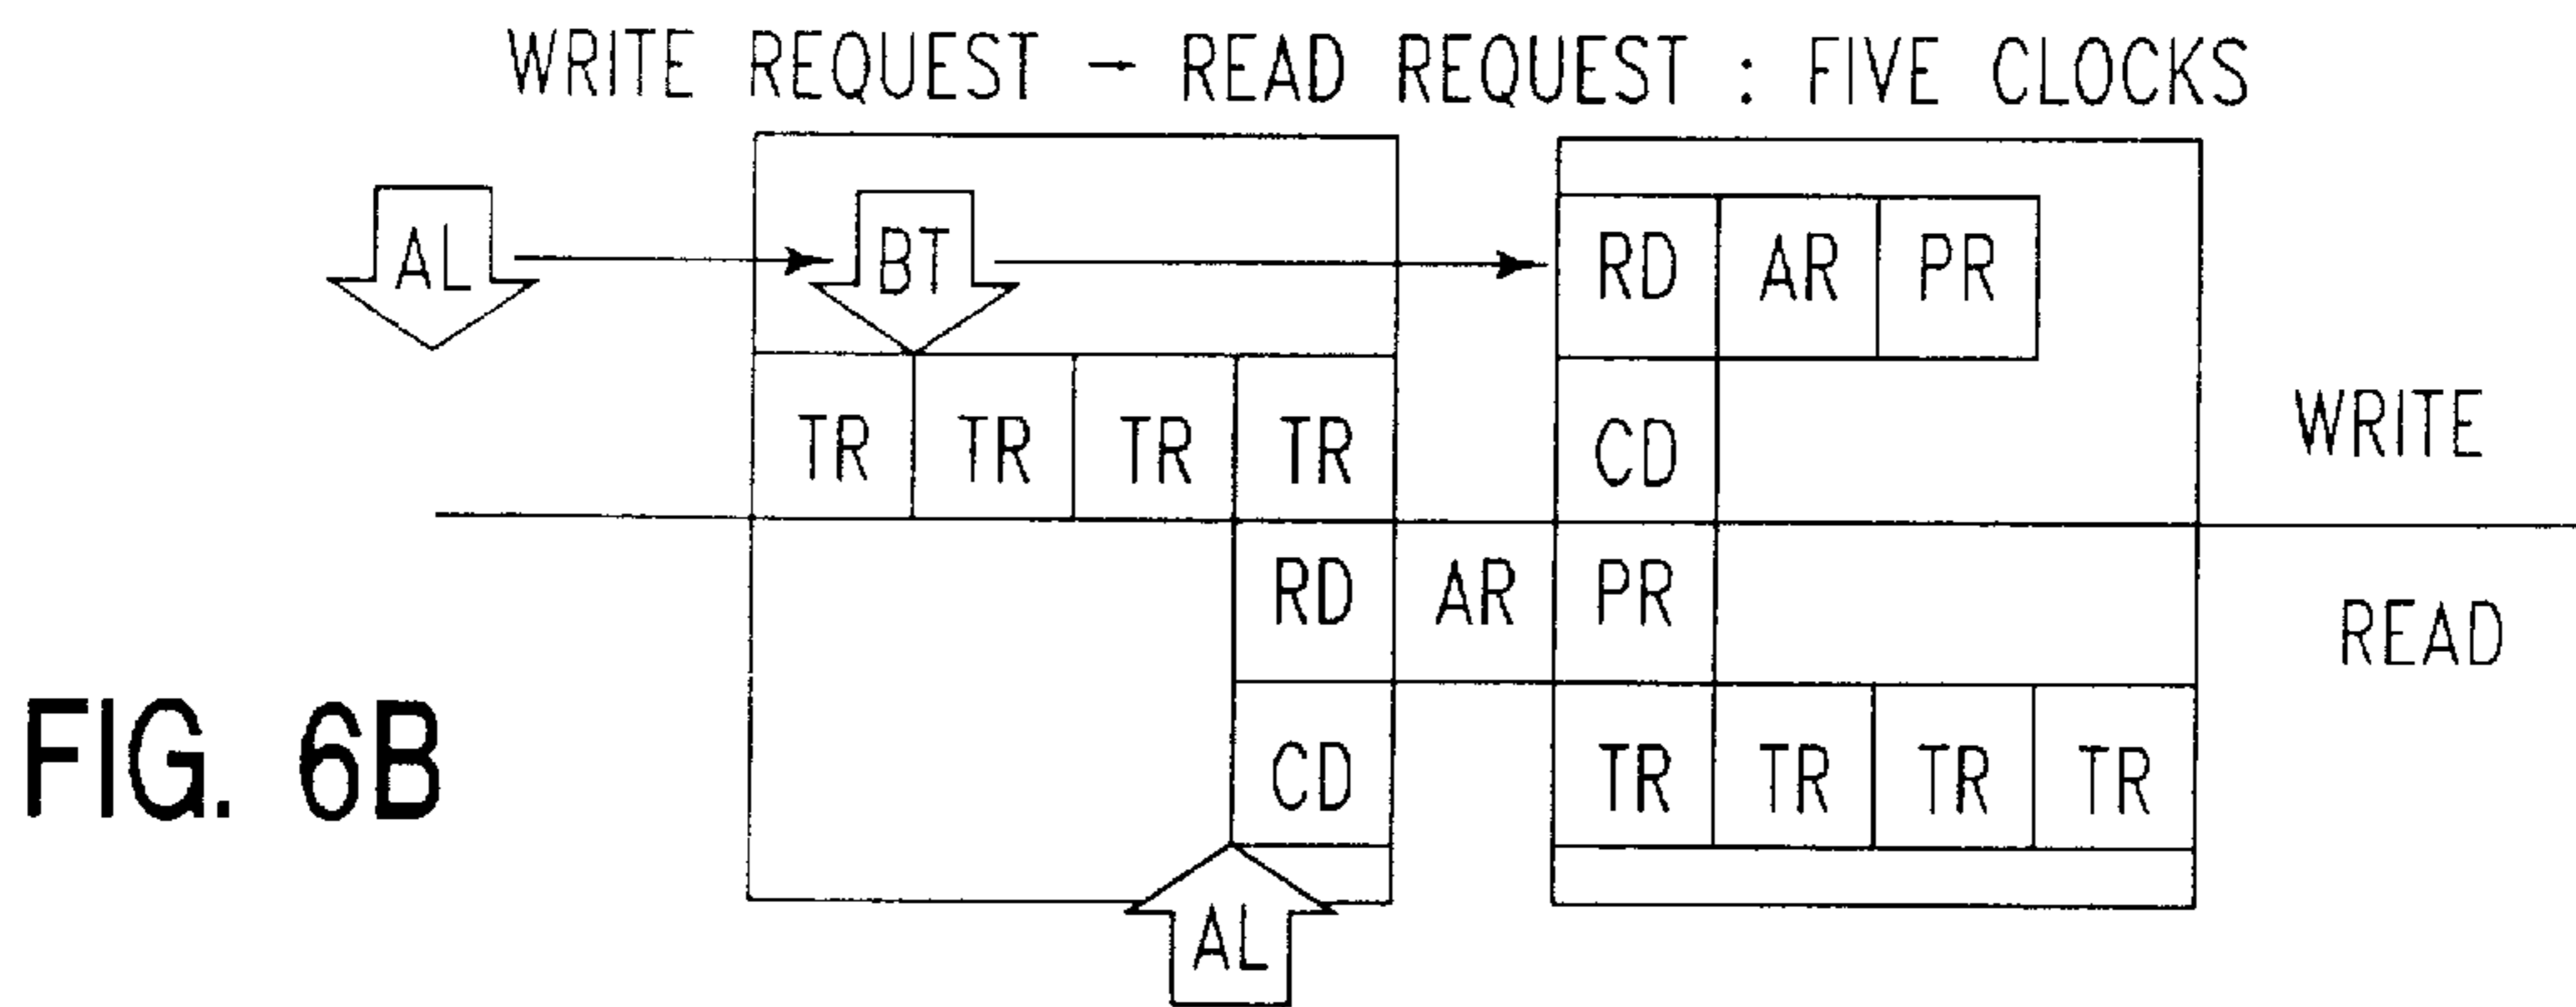 WRITE REQUEST – READ REQUEST : FIVE CLOCKS
AL BT RD AR PR
TR TR TR TR CD WRITE
RD AR PR READ
CD TR TR TR TR
FIG. 6B
AL